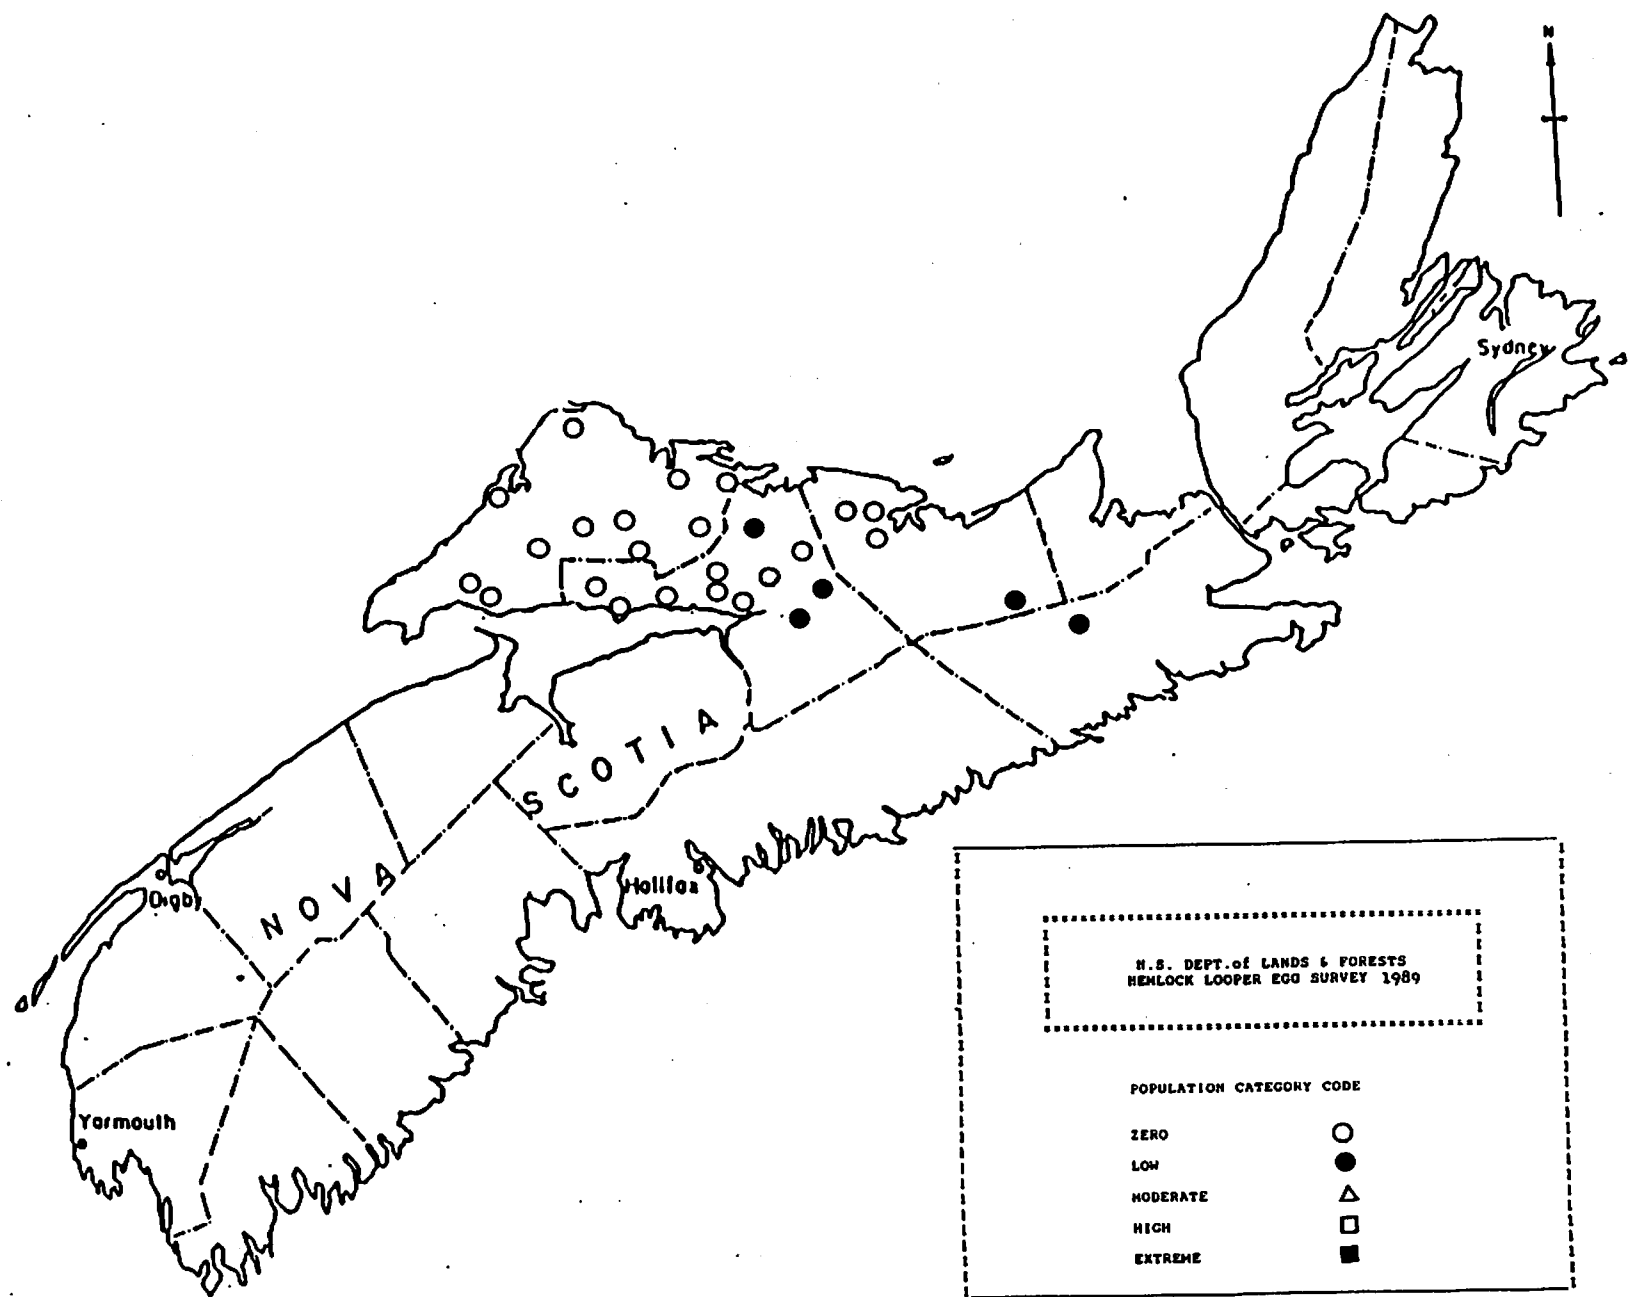 N
Sydney
SCOTIA
NOVA
Halifax
Digby
Yarmouth
N.S. DEPT.of LANDS & FORESTS
HEMLOCK LOOPER EGG SURVEY 1989
POPULATION CATEGORY CODE
ZERO
LOW
MODERATE
HIGH
EXTREME